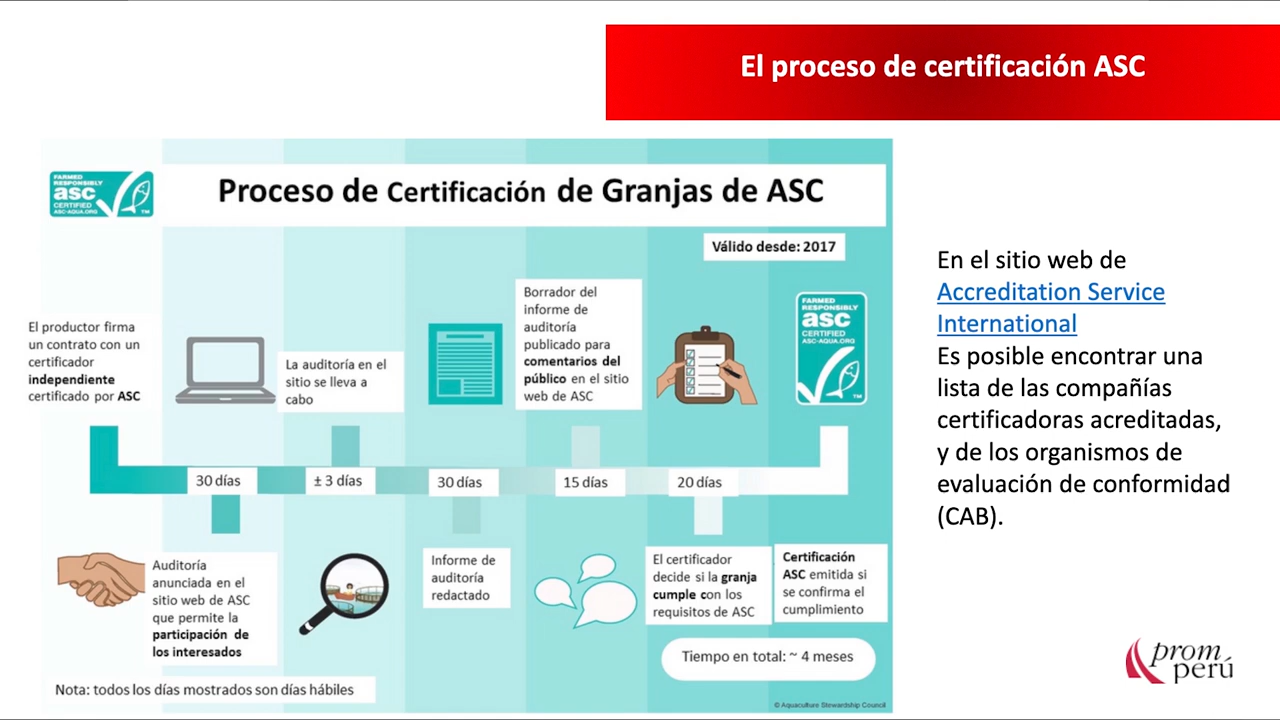 El proceso de certificación ASC
FARMED
RESPONSIBLY
asc
CERTIFIED
ASC-AQUA.ORG
TM
Proceso de Certificación de Granjas de ASC
Válido desde: 2017
El productor firma
un contrato con un
certificador
independiente
certificado por ASC
La auditoría en el
sitio se lleva a
cabo
Borrador del
informe de
auditoría
publicado para
comentarios del
público en el sitio
web de ASC
FARMED
RESPONSIBLY
asc
CERTIFIED
ASC-AQUA.ORG
TM
30 días
± 3 días
30 días
15 días
20 días
Auditoría
anunciada en el
sitio web de ASC
que permite la
participación de
los interesados
Informe de
auditoría
redactado
El certificador
decide si la granja
cumple con los
requisitos de ASC
Certificación
ASC emitida si
se confirma el
cumplimiento
Tiempo en total: ~ 4 meses
Nota: todos los días mostrados son días hábiles
© Aquaculture Stewardship Council
En el sitio web de
Accreditation Service
International
Es posible encontrar una
lista de las compañías
certificadoras acreditadas,
y de los organismos de
evaluación de conformidad
(CAB).
prom
perú